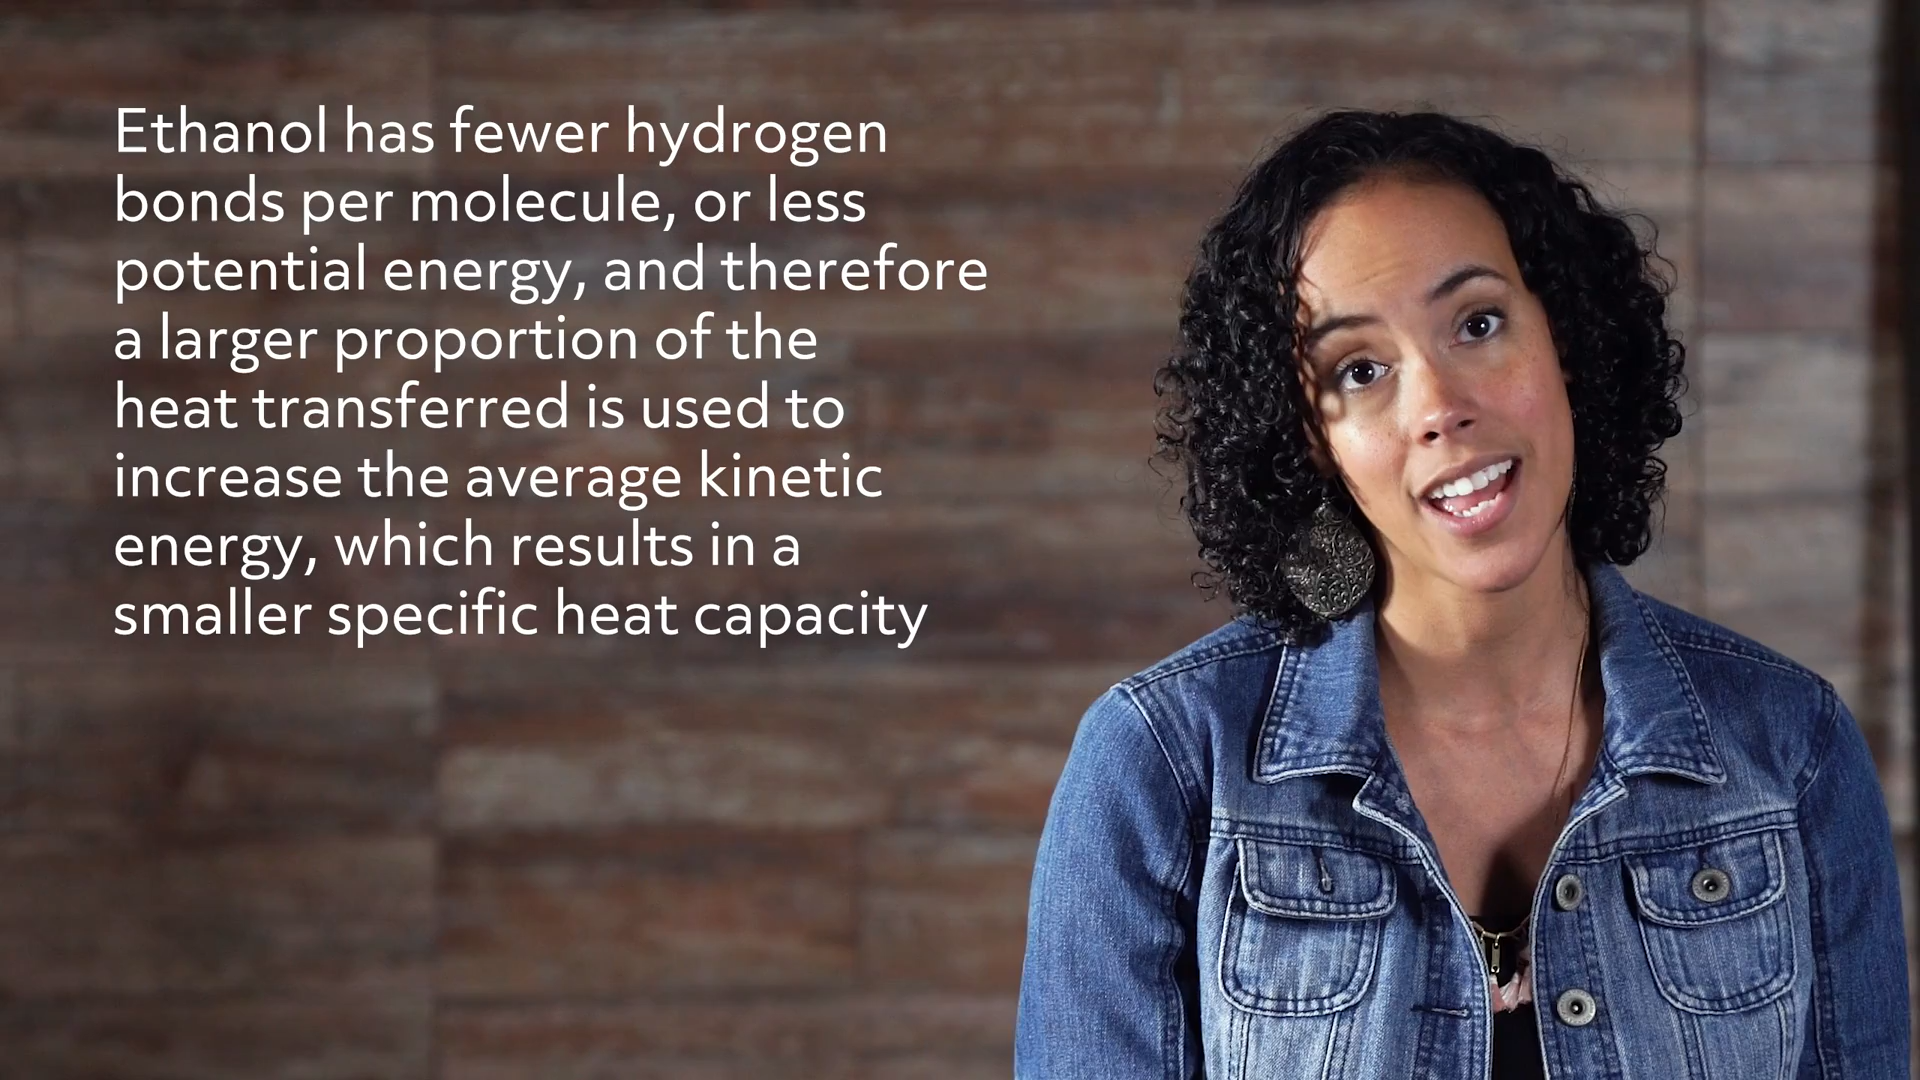 Ethanol has fewer hydrogen
bonds per molecule, or less
potential energy, and therefore
a larger proportion of the
heat transferred is used to
increase the average kinetic
energy, which results in a
smaller specific heat capacity